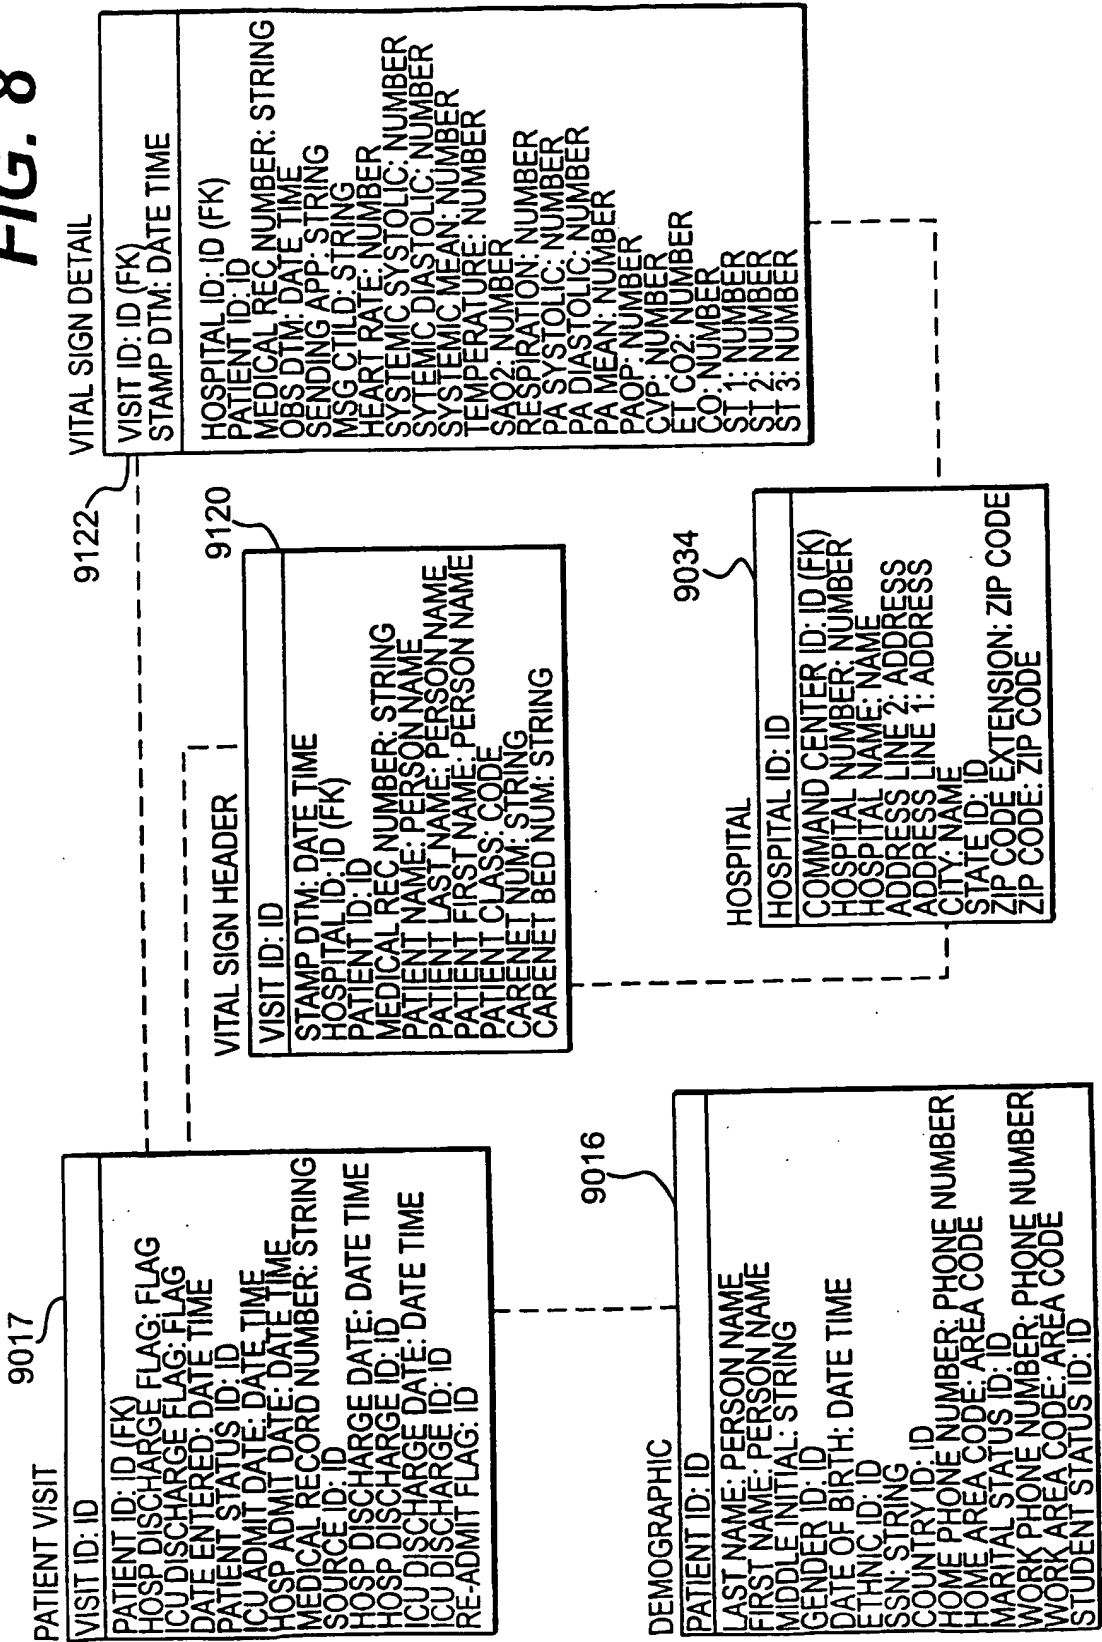 FIG. 8
PATIENT VISIT
9017
VISIT ID: ID
PATIENT ID: ID (FK)
HOSP DISCHARGE FLAG: FLAG
ICU DISCHARGE FLAG: FLAG
DATE ENTERED: DATE TIME
PATIENT STATUS ID: ID
ICU ADMIT DATE: DATE TIME
HOSP ADMIT DATE: DATE TIME
MEDICAL RECORD NUMBER: STRING
SOURCE ID: ID
HOSP DISCHARGE DATE: DATE TIME
HOSP DISCHARGE ID: ID
ICU DISCHARGE DATE: DATE TIME
ICU DISCHARGE ID: ID
RE-ADMIT FLAG: ID
DEMOGRAPHIC
9016
PATIENT ID: ID
LAST NAME: PERSON NAME
FIRST NAME: PERSON NAME
MIDDLE INITIAL: STRING
GENDER ID: ID
DATE OF BIRTH: DATE TIME
ETHNIC ID: ID
SSN: STRING
COUNTRY ID: ID
HOME PHONE NUMBER: PHONE NUMBER
HOME AREA CODE: AREA CODE
MARITAL STATUS ID: ID
WORK PHONE NUMBER: PHONE NUMBER
WORK AREA CODE: AREA CODE
STUDENT STATUS ID: ID
VITAL SIGN HEADER
9120
VISIT ID: ID
STAMP DTM: DATE TIME
HOSPITAL ID: ID (FK)
PATIENT ID: ID
MEDICAL REC NUMBER: STRING
PATIENT NAME: PERSON NAME
PATIENT LAST NAME: PERSON NAME
PATIENT FIRST NAME: PERSON NAME
PATIENT CLASS: CODE
CARENET NUM: STRING
CARENET BED NUM: STRING
HOSPITAL
9034
HOSPITAL ID: ID
COMMAND CENTER ID: ID (FK)
HOSPITAL NUMBER: NUMBER
HOSPITAL NAME: NAME
ADDRESS LINE 2: ADDRESS
ADDRESS LINE 1: ADDRESS
CITY: NAME
STATE ID: ID
ZIP CODE EXTENSION: ZIP CODE
ZIP CODE: ZIP CODE
VITAL SIGN DETAIL
9122
VISIT ID: ID (FK)
STAMP DTM: DATE TIME
HOSPITAL ID: ID (FK)
PATIENT ID: ID
MEDICAL REC NUMBER: STRING
OBS DTM: DATE TIME
SENDING APP: STRING
MSG CTILD: STRING
HEART RATE: NUMBER
SYSTEMIC SYSTOLIC: NUMBER
SYTEMIC DIASTOLIC: NUMBER
SYSTEMIC MEAN: NUMBER
TEMPERATURE: NUMBER
SAO2: NUMBER
RESPIRATION: NUMBER
PA SYSTOLIC: NUMBER
PA DIASTOLIC: NUMBER
PA MEAN: NUMBER
PAOP: NUMBER
CVP: NUMBER
ET CO2: NUMBER
CO: NUMBER
ST 1: NUMBER
ST 2: NUMBER
ST 3: NUMBER